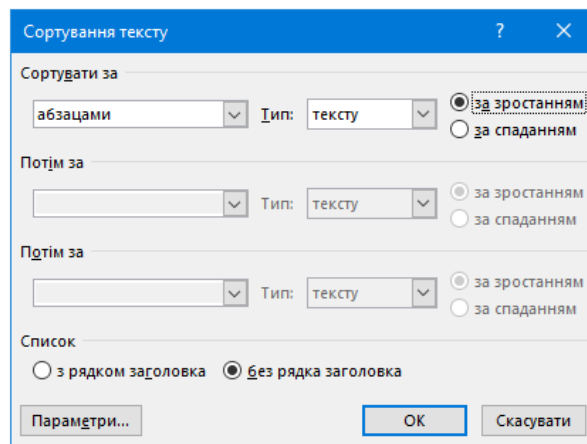 Сортування тексту ?
Сортувати за
абзацами Тип: тексту за зростанням
за спаданням
Потім за
Тип: тексту за зростанням
за спаданням
Потім за
Тип: тексту за зростанням
за спаданням
Список
з рядком заголовка без рядка заголовка
Параметри... ОК Скасувати